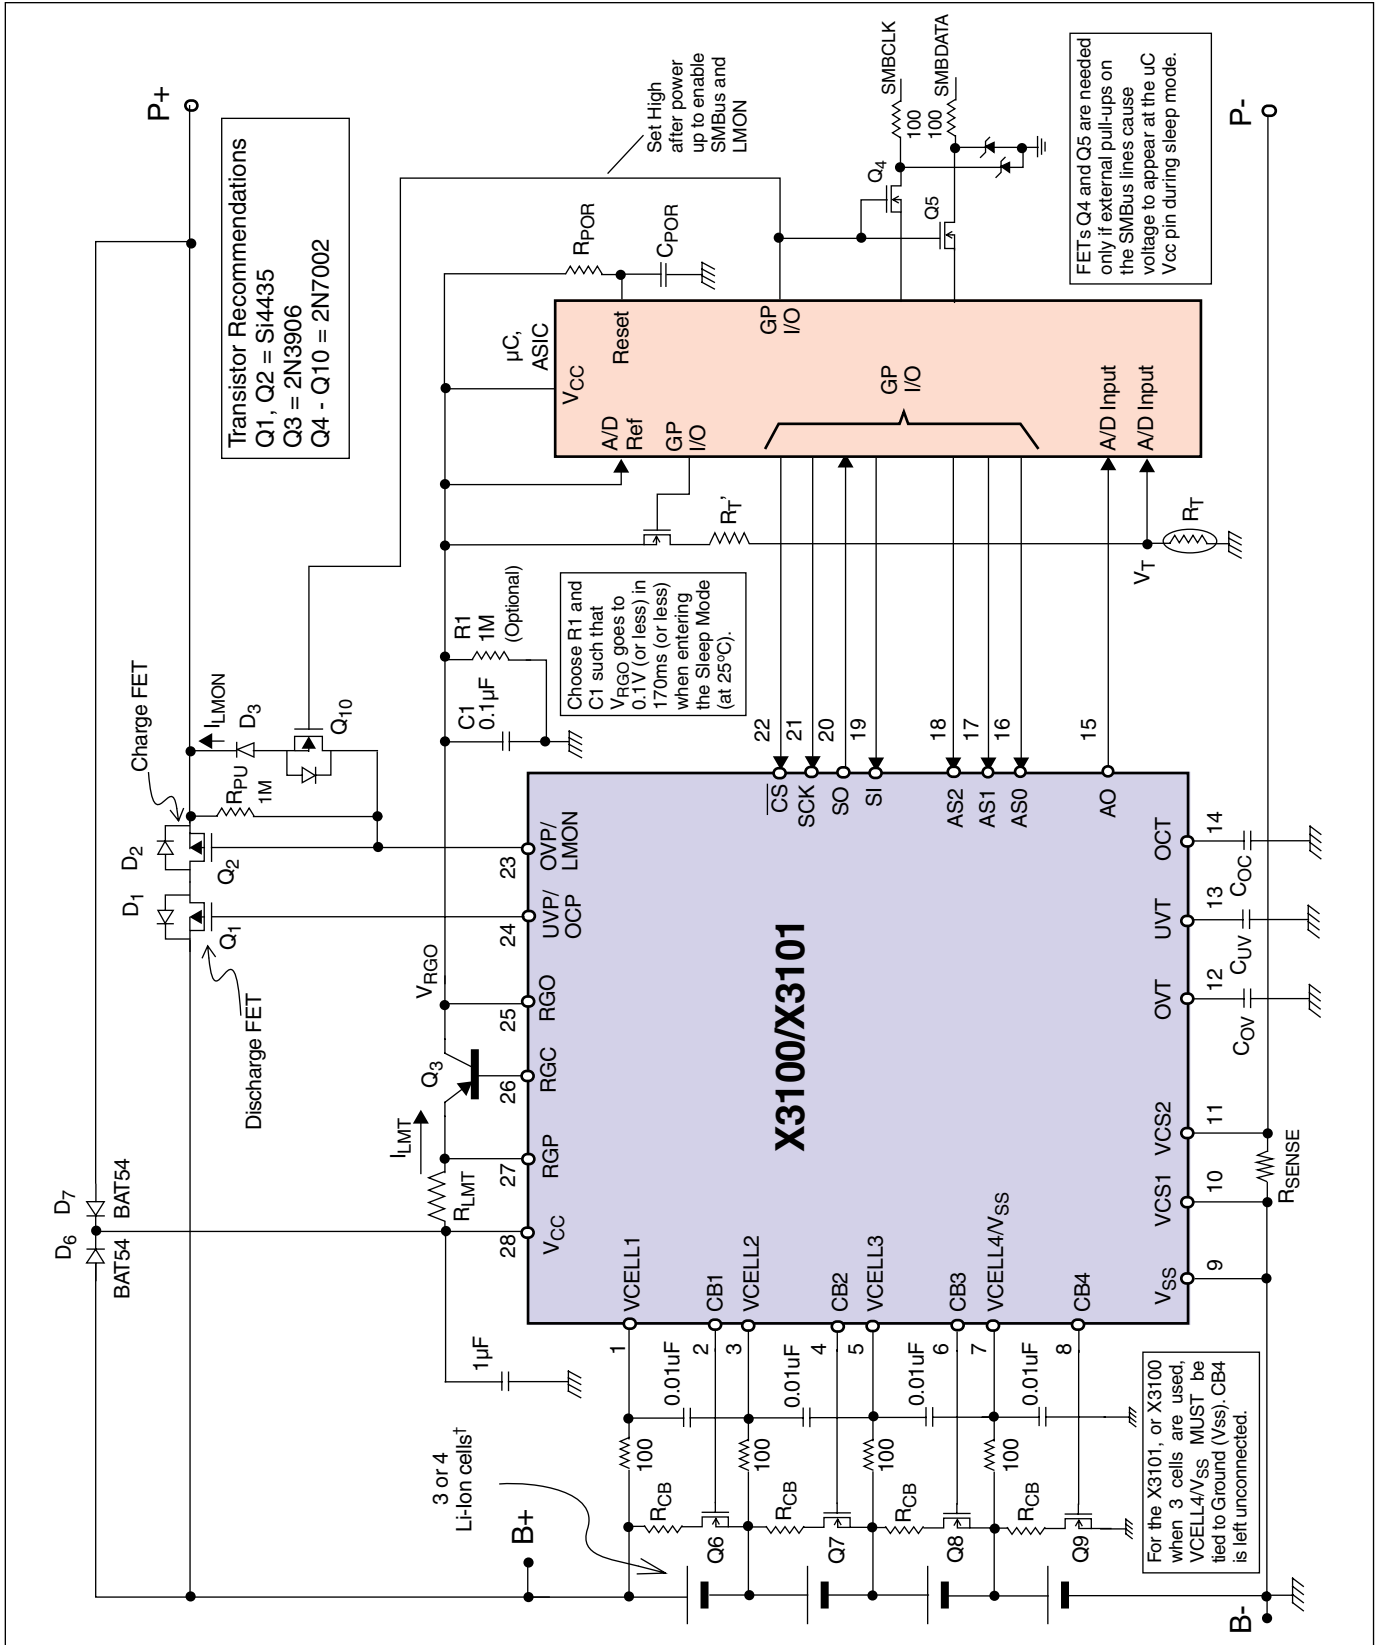 P+
Transistor Recommendations
Q1, Q2 = Si4435
Q3 = 2N3906
Q4 - Q10 = 2N7002
Set High
after power
up to enable
SMBus and
LMON
SMBCLK
SMBDATA
100
100
FETs Q4 and Q5 are needed
only if external pull-ups on
the SMBus lines cause
voltage to appear at the uC
Vcc pin during sleep mode.
P-
Q4
Q5
RPOR
CPOR
µC,
ASIC
VCC
Reset
GP
I/O
A/D
Ref
GP
I/O
GP
I/O
A/D Input
A/D Input
RT'
VT
RT
Charge FET
ILMON
D3
Q10
RPU
1M
D2
Q2
D1
Q1
Discharge FET
C1
0.1µF
R1
1M
(Optional)
Choose R1 and
C1 such that
VRGO goes to
0.1V (or less) in
170ms (or less)
when entering
the Sleep Mode
(at 25ºC).
22
21
20
19
18
17
16
15
CS
SCK
SO
SI
AS2
AS1
AS0
AO
23
OVP/
LMON
24
UVP/
OCP
VRGO
25
RGO
Q3
26
RGC
ILMT
27
RGP
RLMT
28
VCC
X3100/X3101
OCT
14
COC
UVT
13
CUV
OVT
12
COV
VCS2
11
VCS1
10
RSENSE
VSS
9
D7
BAT54
D6
BAT54
1µF
VCELL1
CB1
VCELL2
CB2
VCELL3
CB3
VCELL4/VSS
CB4
1
2
3
4
5
6
7
8
0.01uF
0.01uF
0.01uF
0.01uF
100
100
100
100
RCB
RCB
RCB
RCB
Q6
Q7
Q8
Q9
3 or 4
Li-Ion cells†
B+
B-
For the X3101, or X3100
when 3 cells are used,
VCELL4/VSS MUST be
tied to Ground (Vss). CB4
is left unconnected.